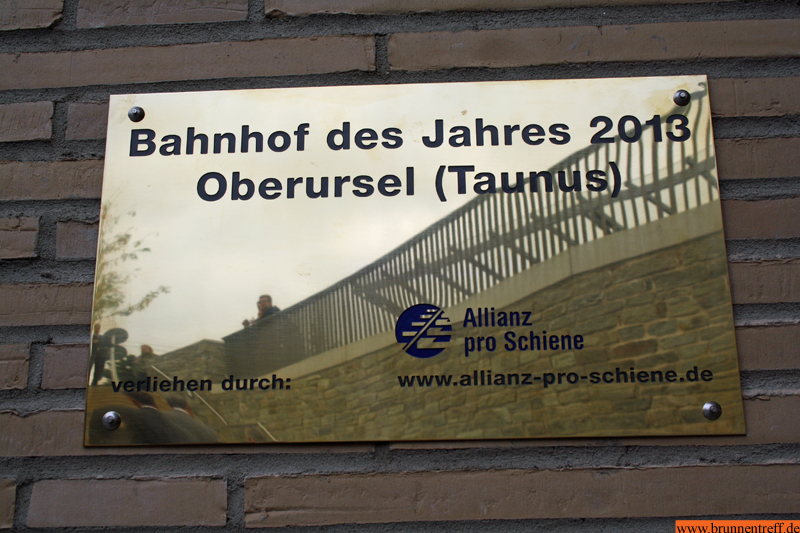 Bahnhof des Jahres 2013
Oberursel (Taunus)
Allianz
pro Schiene
verliehen durch:
www.allianz-pro-schiene.de
www.brunnentreff.de